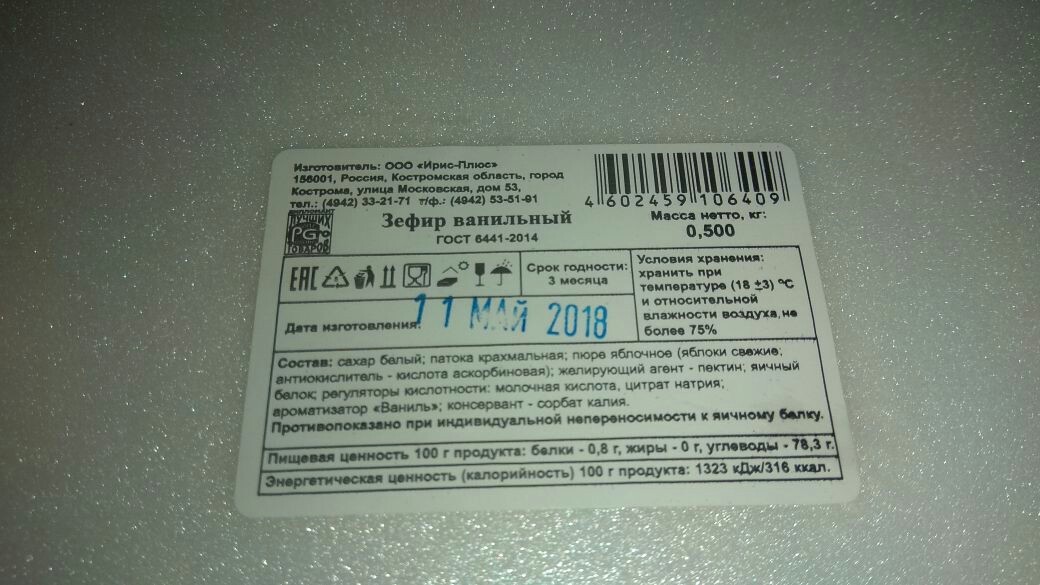 Изготовитель: ООО «Ирис-Плюс»
156001, Россия, Костромская область, город
Кострома, улица Московская, дом 53,
тел.: (4942) 33-21-71 т/ф.: (4942) 53-51-91
4 602459 106409
ЛУЧШИХ
PG
ТОВАРОВ
Зефир ванильный
ГОСТ 6441-2014
Масса нетто, кг:
0,500
EAC
Срок годности:
3 месяца
Условия хранения:
хранить при
температуре (18 ±3) °С
и относительной
влажности воздуха, не
более 75%
Дата изготовления:
11 МАЙ 2018
Состав: сахар белый; патока крахмальная; пюре яблочное (яблоки свежие;
антиокислитель - кислота аскорбиновая); желирующий агент - пектин; яичный
белок; регуляторы кислотности: молочная кислота, цитрат натрия;
ароматизатор «Ваниль»; консервант - сорбат калия.
Противопоказано при индивидуальной непереносимости к яичному белку.
Пищевая ценность 100 г продукта: белки - 0,8 г, жиры - 0 г, углеводы - 78,3 г.
Энергетическая ценность (калорийность) 100 г продукта: 1323 кДж/316 ккал.